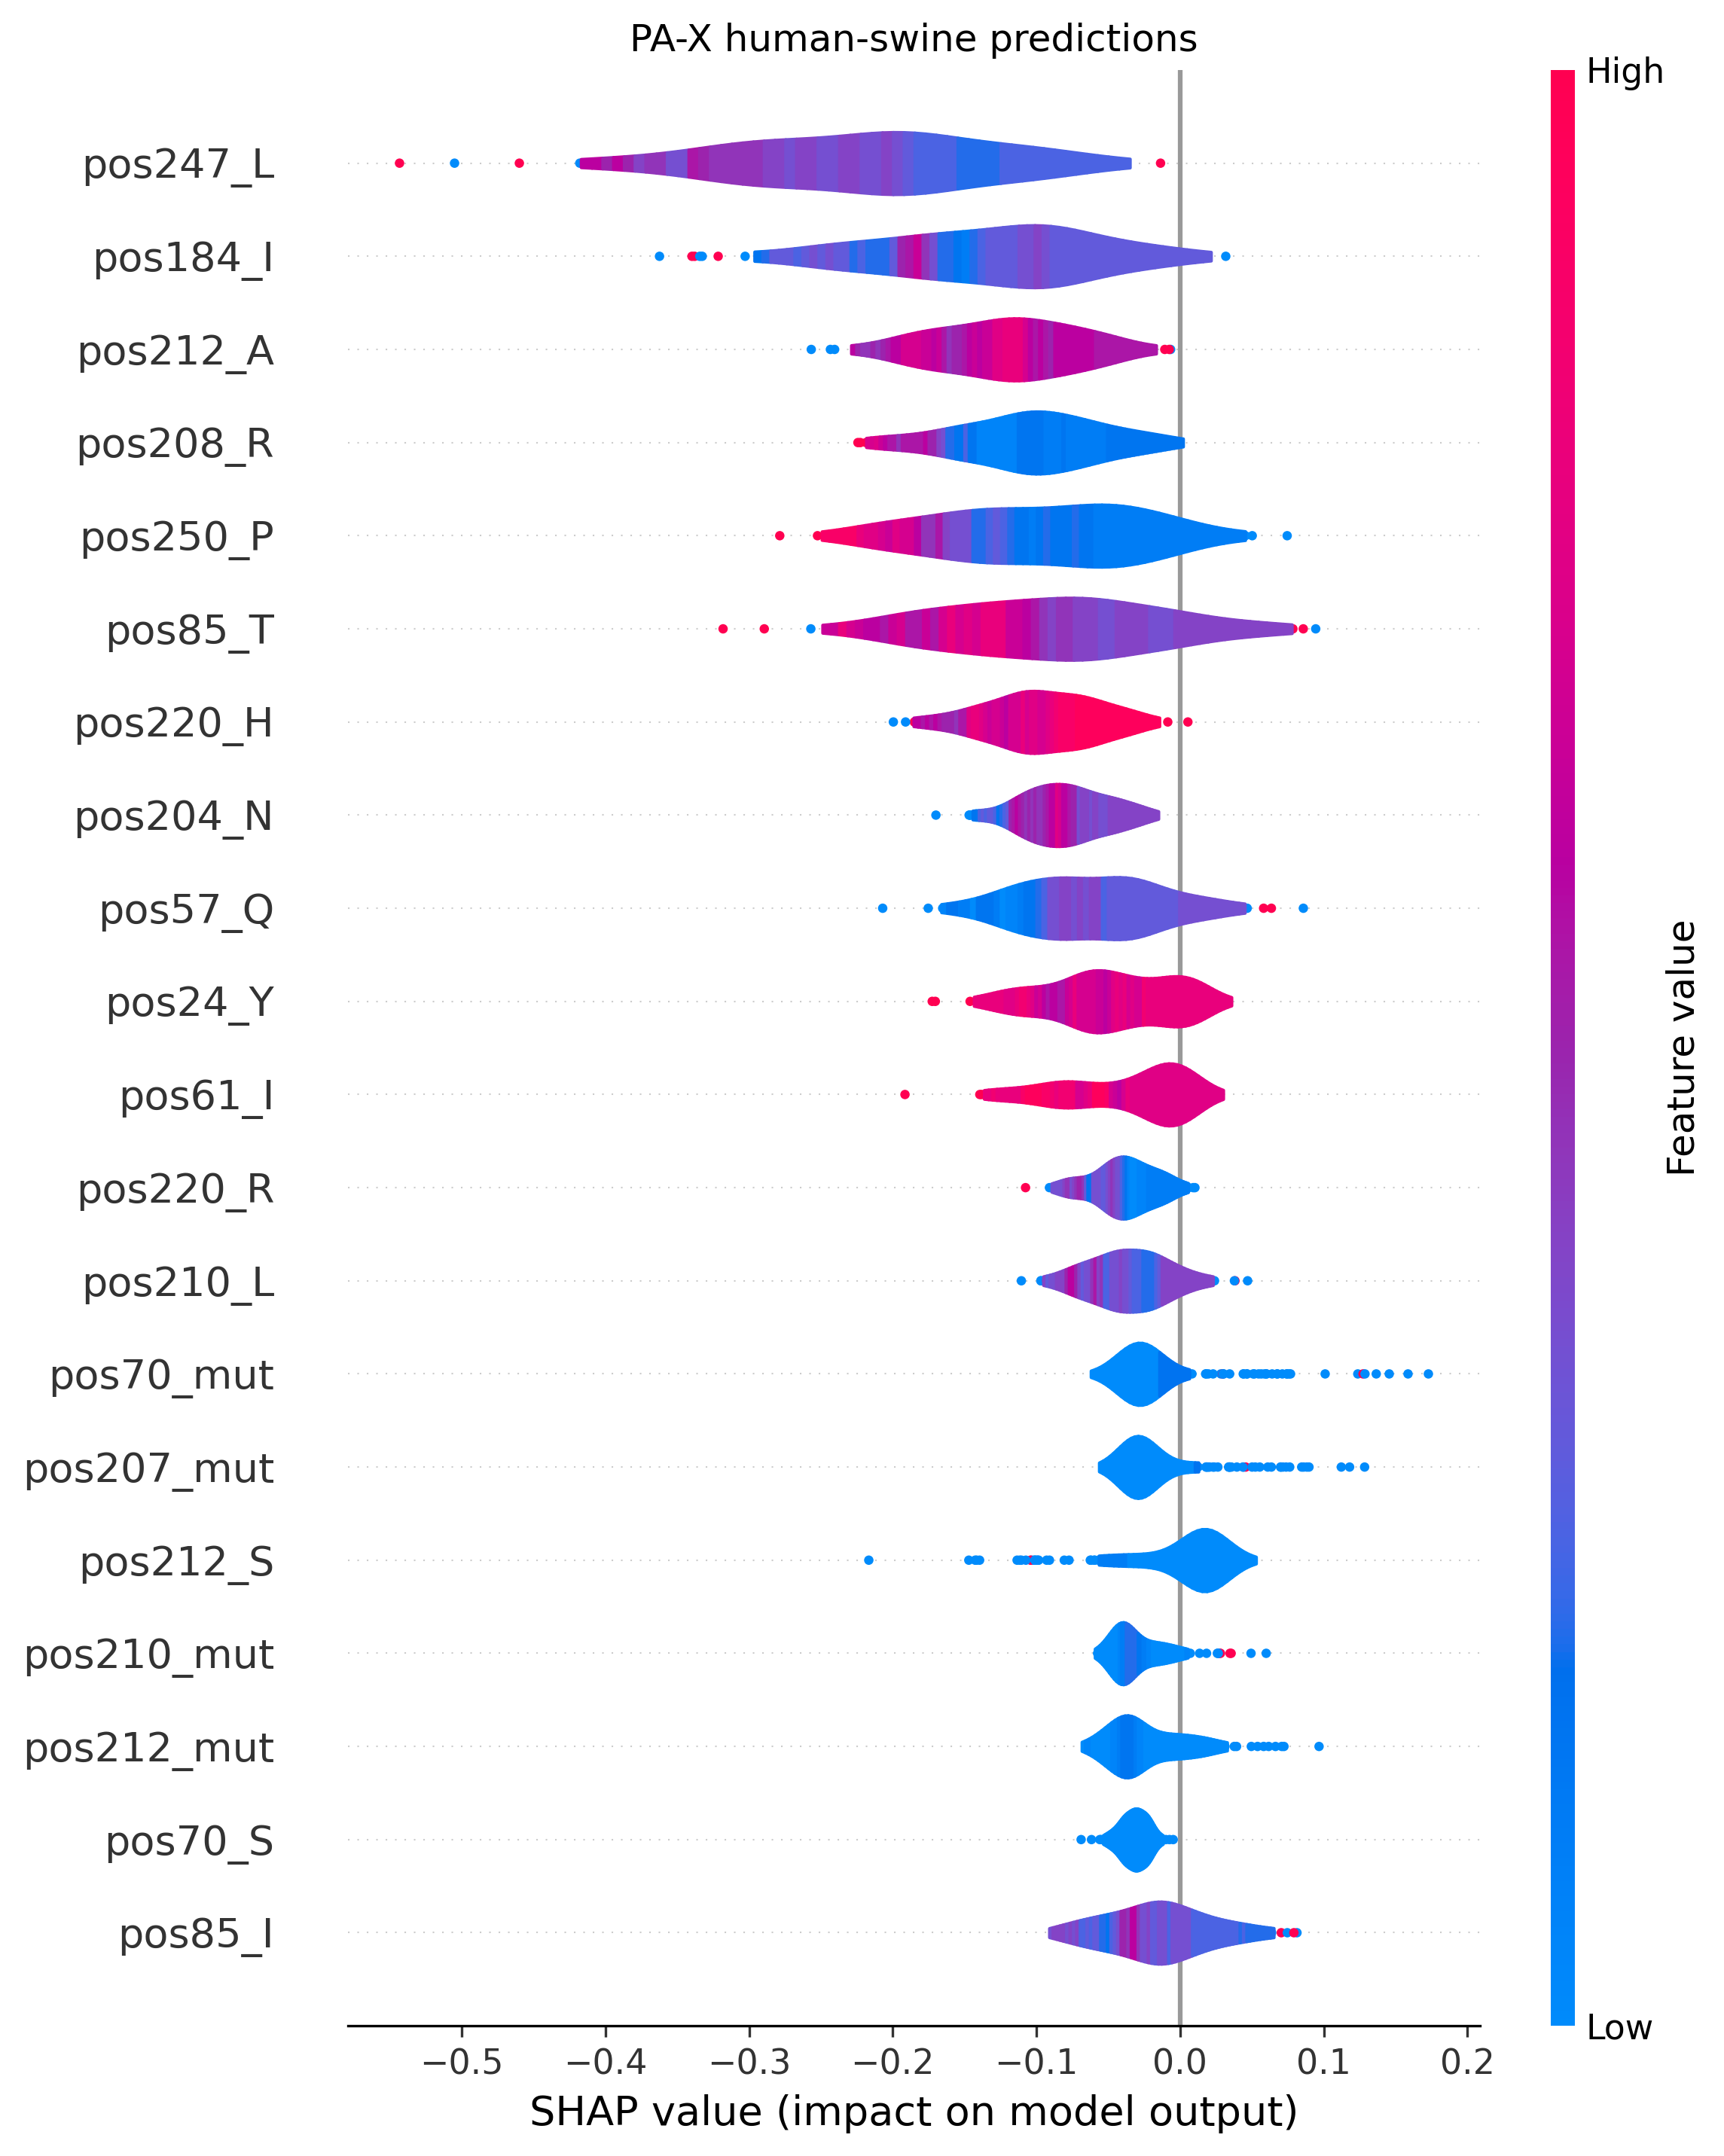 PA-X human-swine predictions
High
pos247_L
pos184_I
pos212_A
pos208_R
pos250_P
pos85_T
pos220_H
pos204_N
pos57_Q
pos24_Y
pos61_I
pos220_R
pos210_L
pos70_mut
pos207_mut
pos212_S
pos210_mut
pos212_mut
pos70_S
pos85_I
Feature value
Low
−0.5 −0.4 −0.3 −0.2 −0.1 0.0 0.1 0.2
SHAP value (impact on model output)